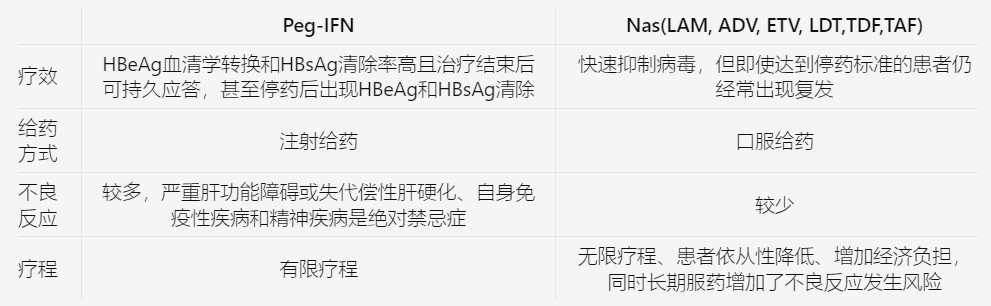 Peg-IFN Nas(LAM, ADV, ETV, LDT,TDF,TAF)
疗效
HBeAg血清学转换和HBsAg清除率高且治疗结束后
可持久应答，甚至停药后出现HBeAg和HBsAg清除
快速抑制病毒，但即使达到停药标准的患者仍
经常出现复发
给药
方式
注射给药
口服给药
不良
反应
较多，严重肝功能障碍或失代偿性肝硬化、自身免
疫性疾病和精神疾病是绝对禁忌症
较少
疗程
有限疗程
无限疗程、患者依从性降低、增加经济负担，
同时长期服药增加了不良反应发生风险